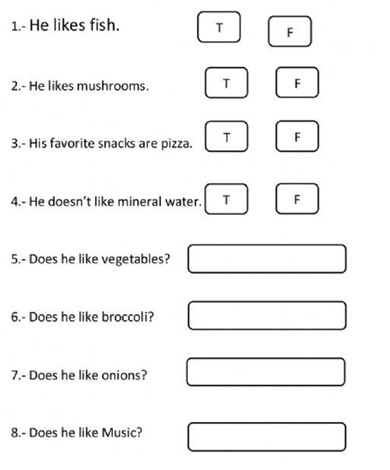 1.- He likes fish. T F
2.- He likes mushrooms. T F
3.- His favorite snacks are pizza. T F
4.- He doesn't like mineral water. T F
5.- Does he like vegetables?
6.- Does he like broccoli?
7.- Does he like onions?
8.- Does he like Music?